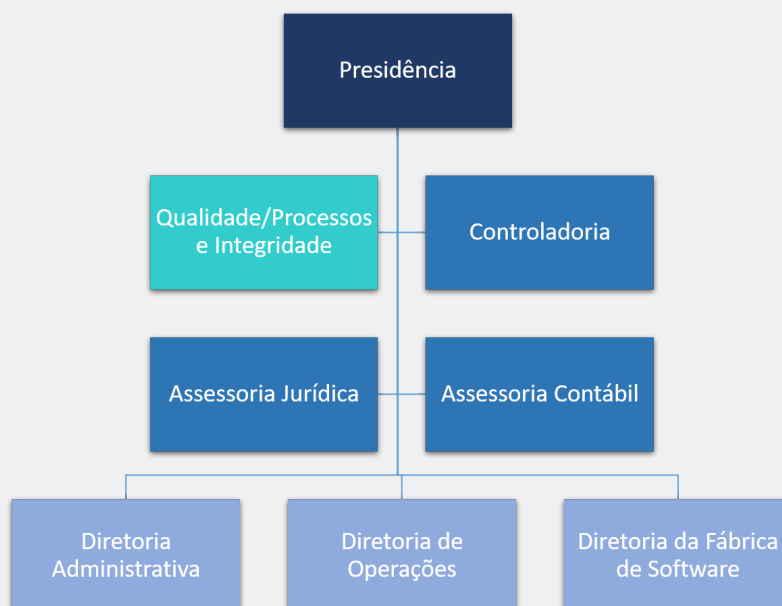 Presidência
Qualidade/Processos
e Integridade
Controladoria
Assessoria Jurídica
Assessoria Contábil
Diretoria
Administrativa
Diretoria de
Operações
Diretoria da Fábrica
de Software